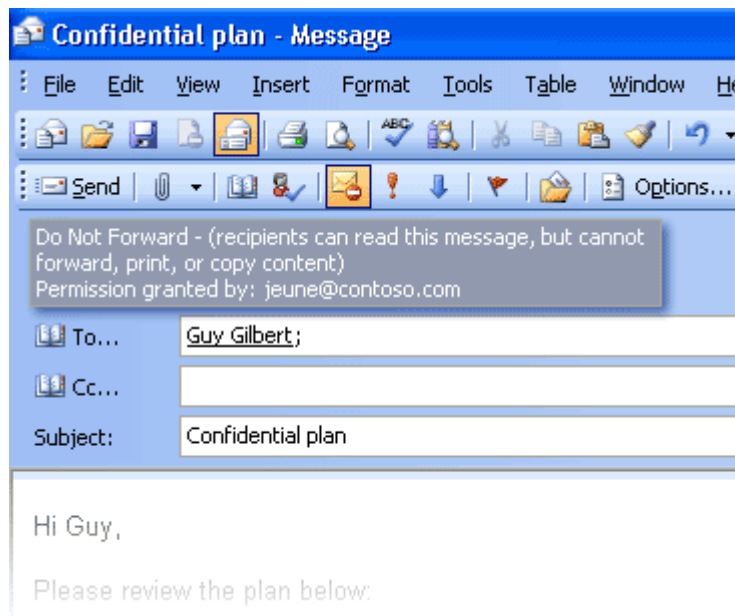 Confidential plan - Message
File Edit View Insert Format Tools Table Window He
ABC
Send Options...
Do Not Forward - (recipients can read this message, but cannot
forward, print, or copy content)
Permission granted by: jeune@contoso.com
To... Guy Gilbert;
Cc...
Subject: Confidential plan
Hi Guy,
Please review the plan below: